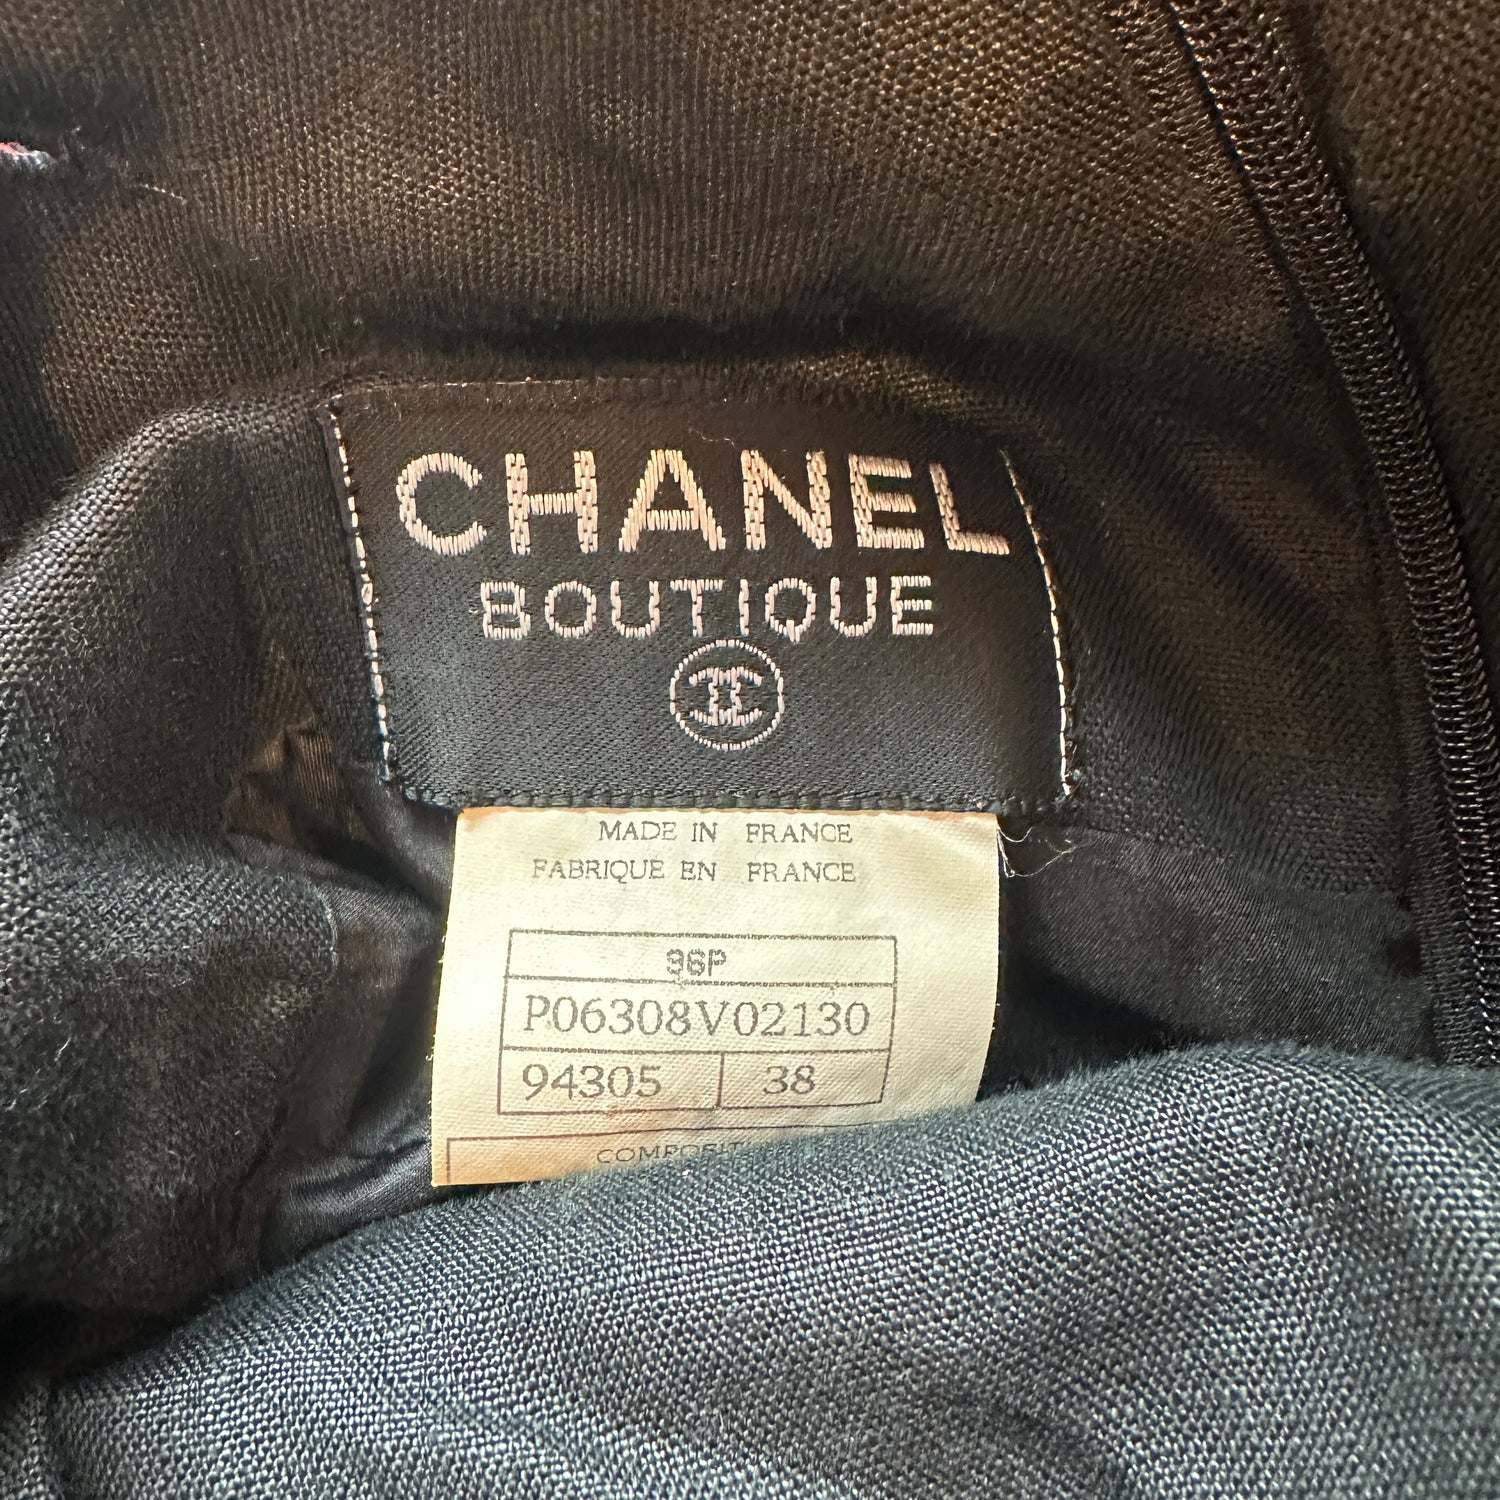 CHANEL
BOUTIQUE
MADE IN FRANCE
FABRIQUE EN FRANCE
96P
P06308V02130
94305 38